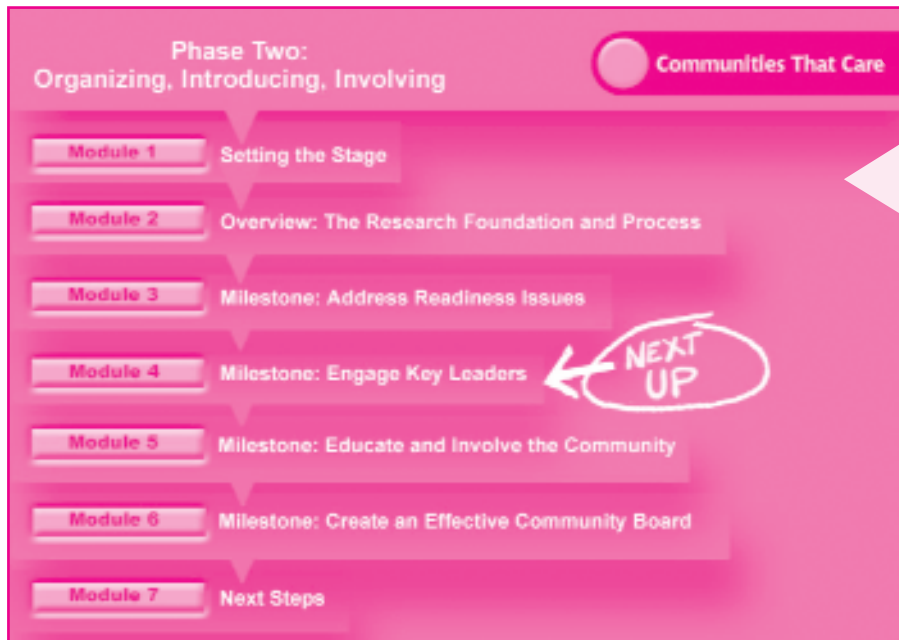 Phase Two:
Organizing, Introducing, Involving
Communities That Care
Module 1 Setting the Stage
Module 2 Overview: The Research Foundation and Process
Module 3 Milestone: Address Readiness Issues
Module 4 Milestone: Engage Key Leaders
NEXT
UP
Module 5 Milestone: Educate and Involve the Community
Module 6 Milestone: Create an Effective Community Board
Module 7 Next Steps